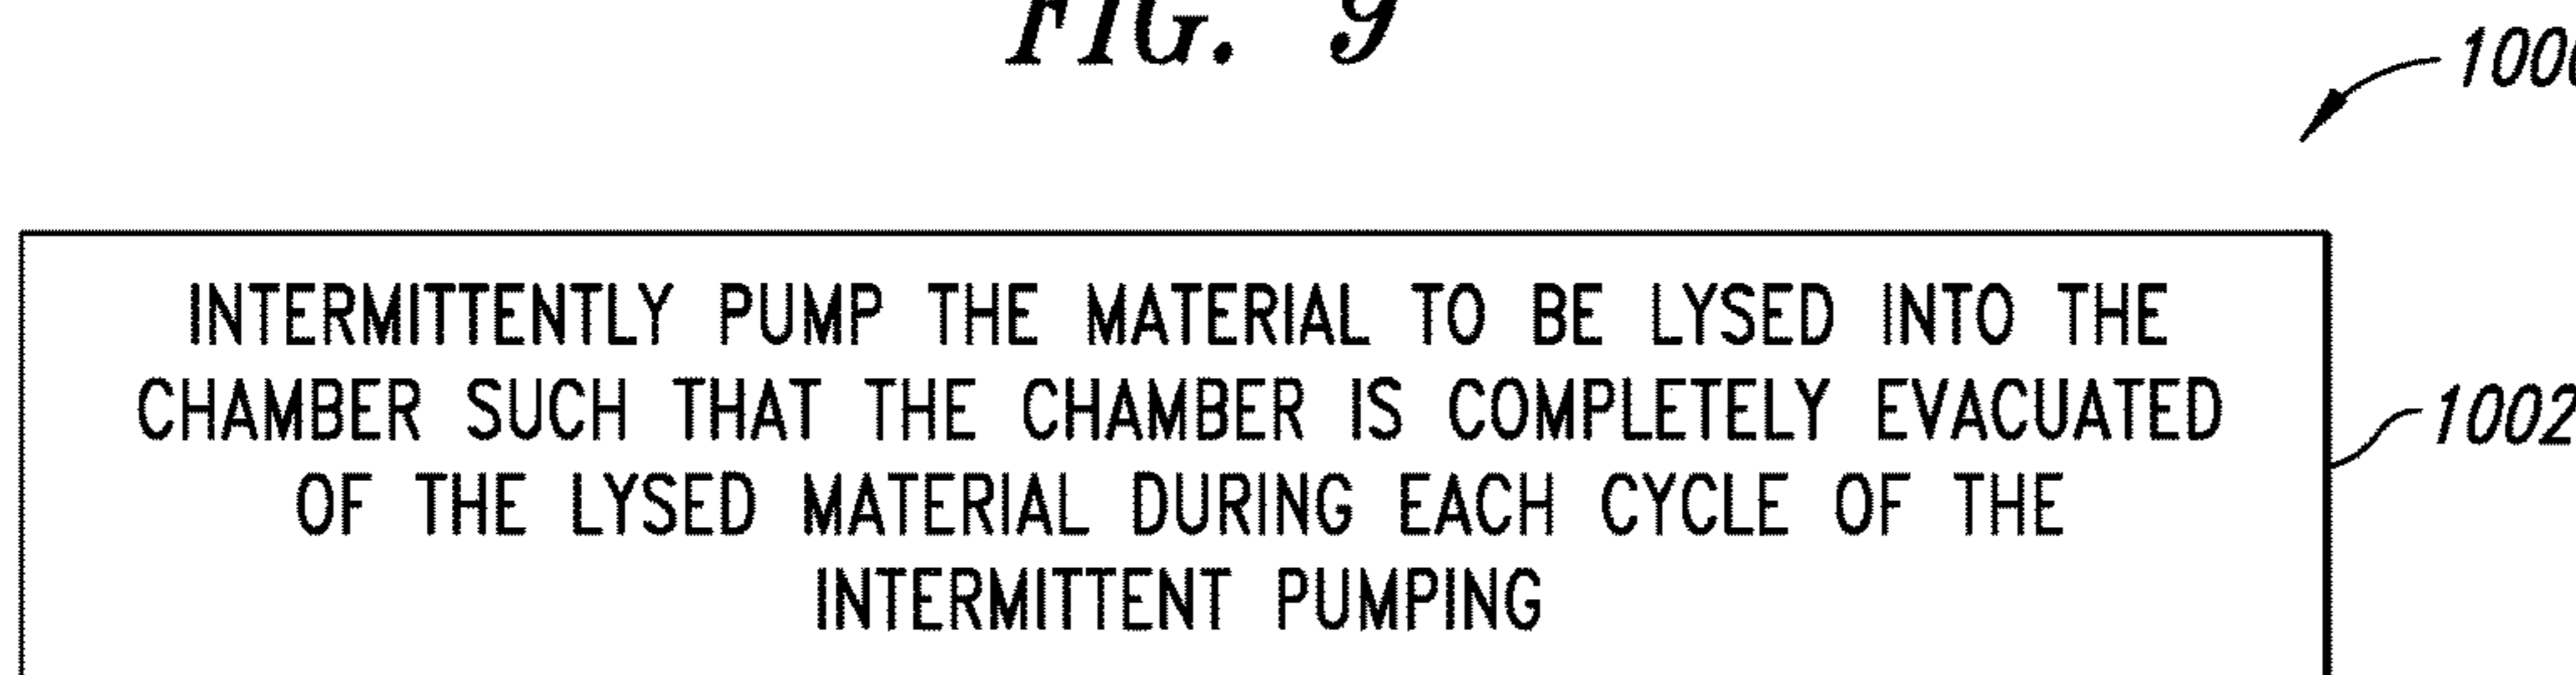 FIG. 9
1000
INTERMITTENTLY PUMP THE MATERIAL TO BE LYSED INTO THE
CHAMBER SUCH THAT THE CHAMBER IS COMPLETELY EVACUATED
1002
OF THE LYSED MATERIAL DURING EACH CYCLE OF THE
INTERMITTENT PUMPING